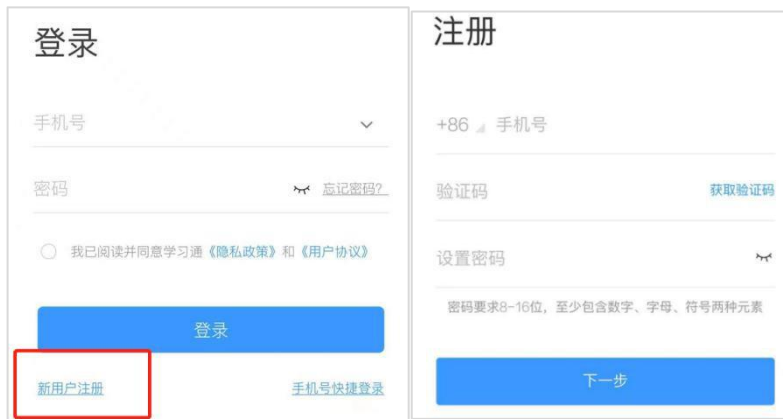 登录
手机号
密码 忘记密码?
我已阅读并同意学习通《隐私政策》和《用户协议》
登录
新用户注册 手机号快捷登录
注册
+86 手机号
验证码 获取验证码
设置密码
密码要求8-16位，至少包含数字、字母、符号两种元素
下一步